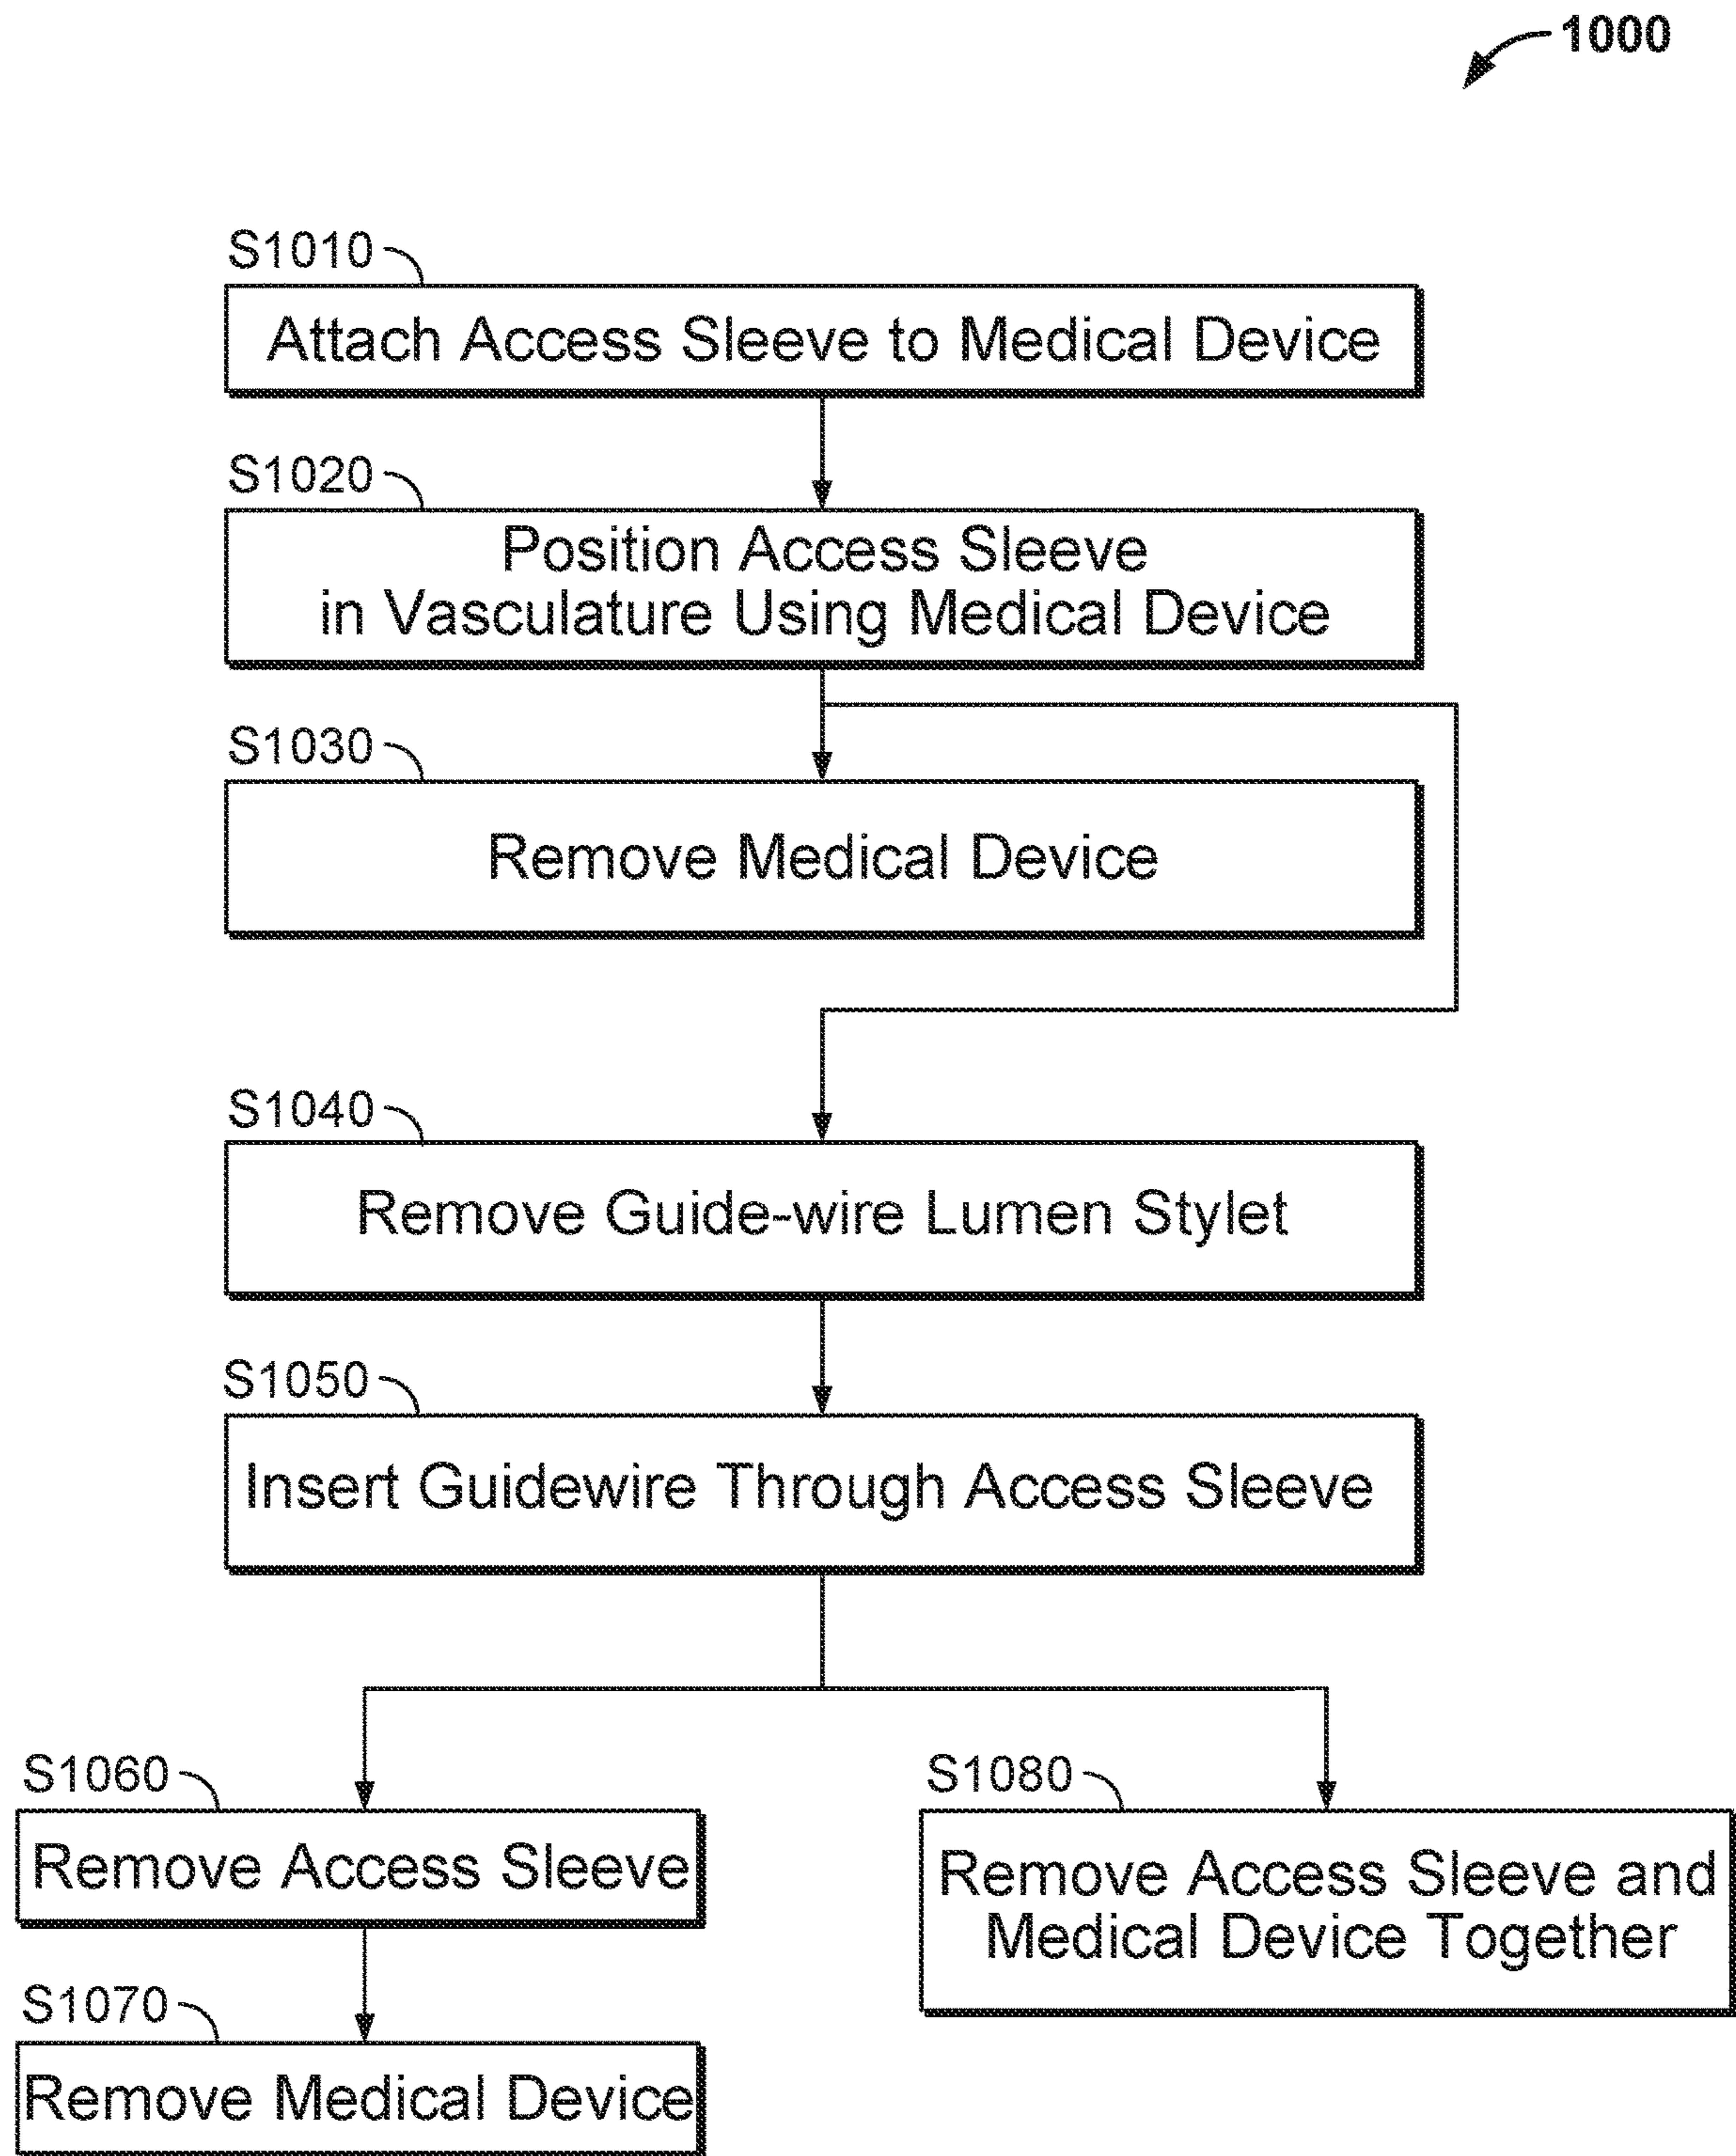 1000
S1010
Attach Access Sleeve to Medical Device
S1020
Position Access Sleeve
in Vasculature Using Medical Device
S1030
Remove Medical Device
S1040
Remove Guide-wire Lumen Stylet
S1050
Insert Guidewire Through Access Sleeve
S1060
Remove Access Sleeve
S1070
Remove Medical Device
S1080
Remove Access Sleeve and
Medical Device Together